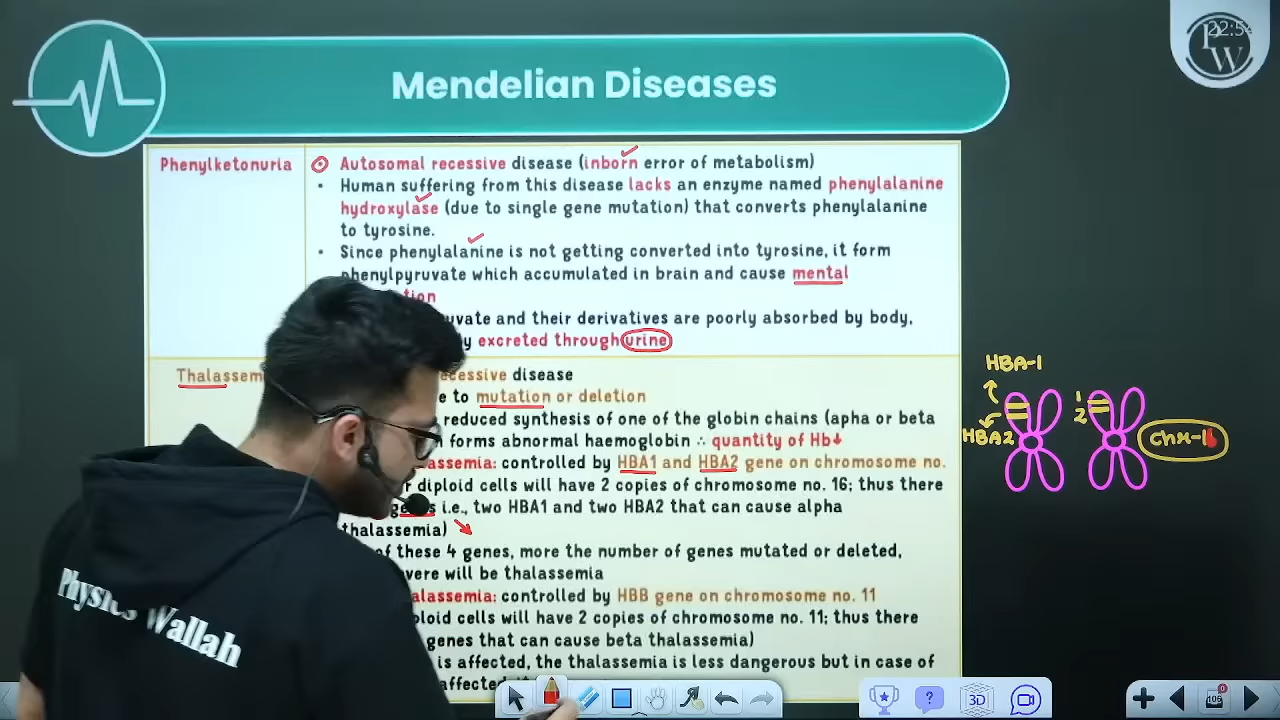 22:5
PW
Mendelian Diseases
Phenylketonuria
Autosomal recessive disease (inborn error of metabolism)
• Human suffering from this disease lacks an enzyme named phenylalanine
hydroxylase (due to single gene mutation) that converts phenylalanine
to tyrosine.
• Since phenylalanine is not getting converted into tyrosine, it form
phenylpyruvate which accumulated in brain and cause mental
tion
uvate and their derivatives are poorly absorbed by body,
y excreted through urine
Thalassem
ecessive disease
e to mutation or deletion
reduced synthesis of one of the globin chains (apha or beta
forms abnormal haemoglobin ∴ quantity of Hb↓
assemia: controlled by HBA1 and HBA2 gene on chromosome no.
r diploid cells will have 2 copies of chromosome no. 16; thus there
i.e., two HBA1 and two HBA2 that can cause alpha
thalassemia)
of these 4 genes, more the number of genes mutated or deleted,
vere will be thalassemia
alassemia: controlled by HBB gene on chromosome no. 11
ploid cells will have 2 copies of chromosome no. 11; thus there
genes that can cause beta thalassemia)
is affected, the thalassemia is less dangerous but in case of
affected
HBA-1
HBA2
1
2
Physics Wallah
3D